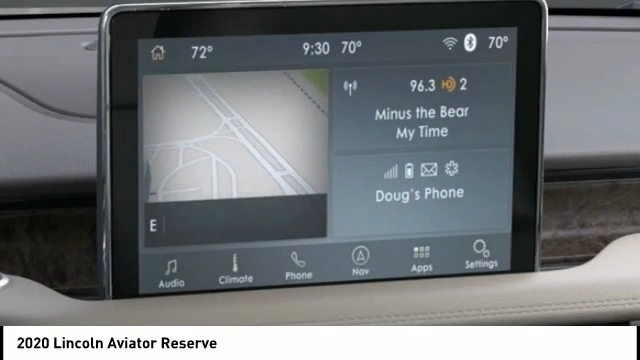 72° 9:30 70° 70°
96.3 HD 2
Minus the Bear
My Time
Doug's Phone
E
Audio Climate Phone Nav Apps Settings
2020 Lincoln Aviator Reserve